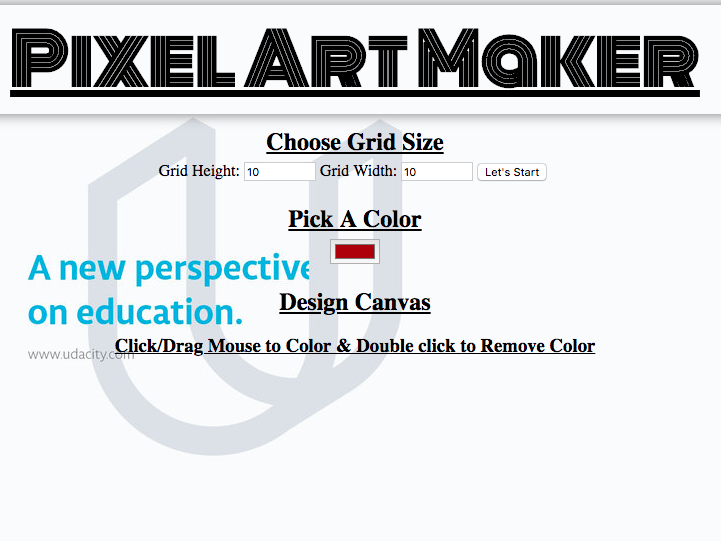 Pixel Art Maker
Choose Grid Size
Grid Height: 10 Grid Width: 10 Let's Start
Pick A Color
A new perspective
on education.
Design Canvas
Click/Drag Mouse to Color & Double click to Remove Color
www.udacity.com